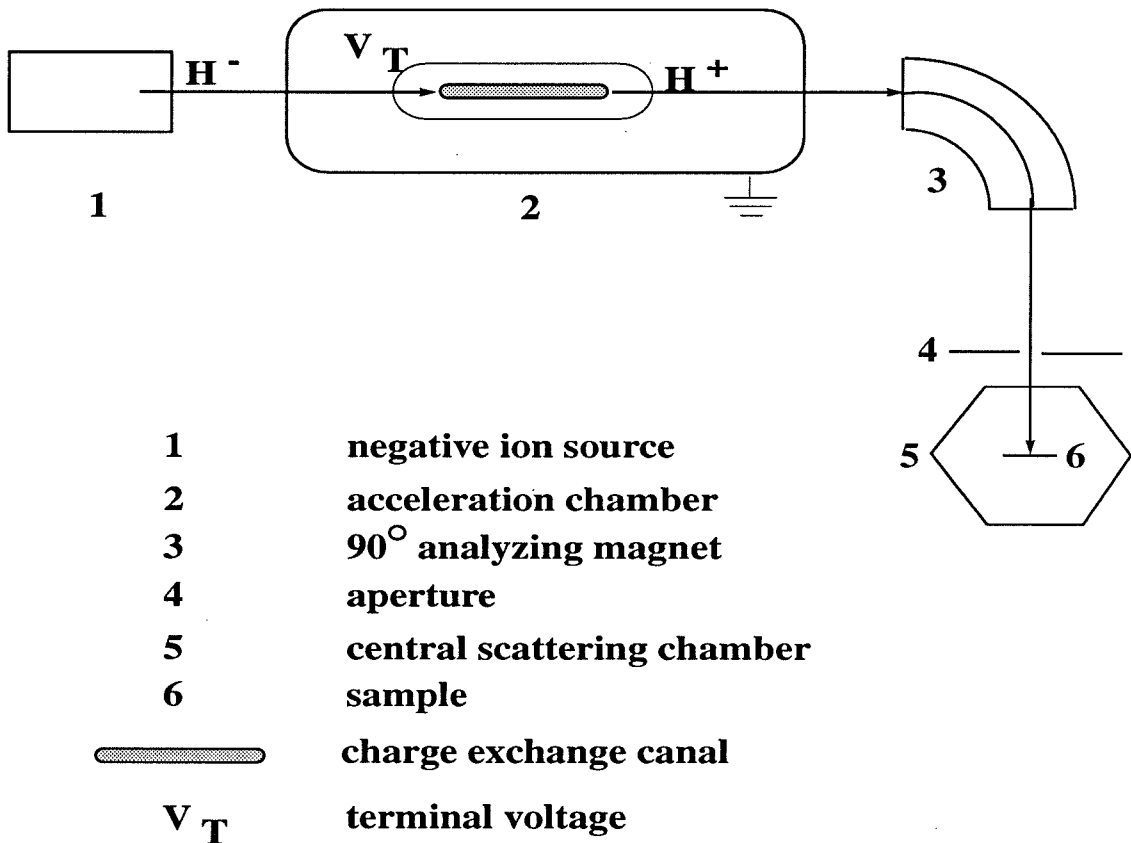 V T
H -
H +
1
2
3
4
5
6
1 negative ion source
2 acceleration chamber
3 90° analyzing magnet
4 aperture
5 central scattering chamber
6 sample
charge exchange canal
V T terminal voltage